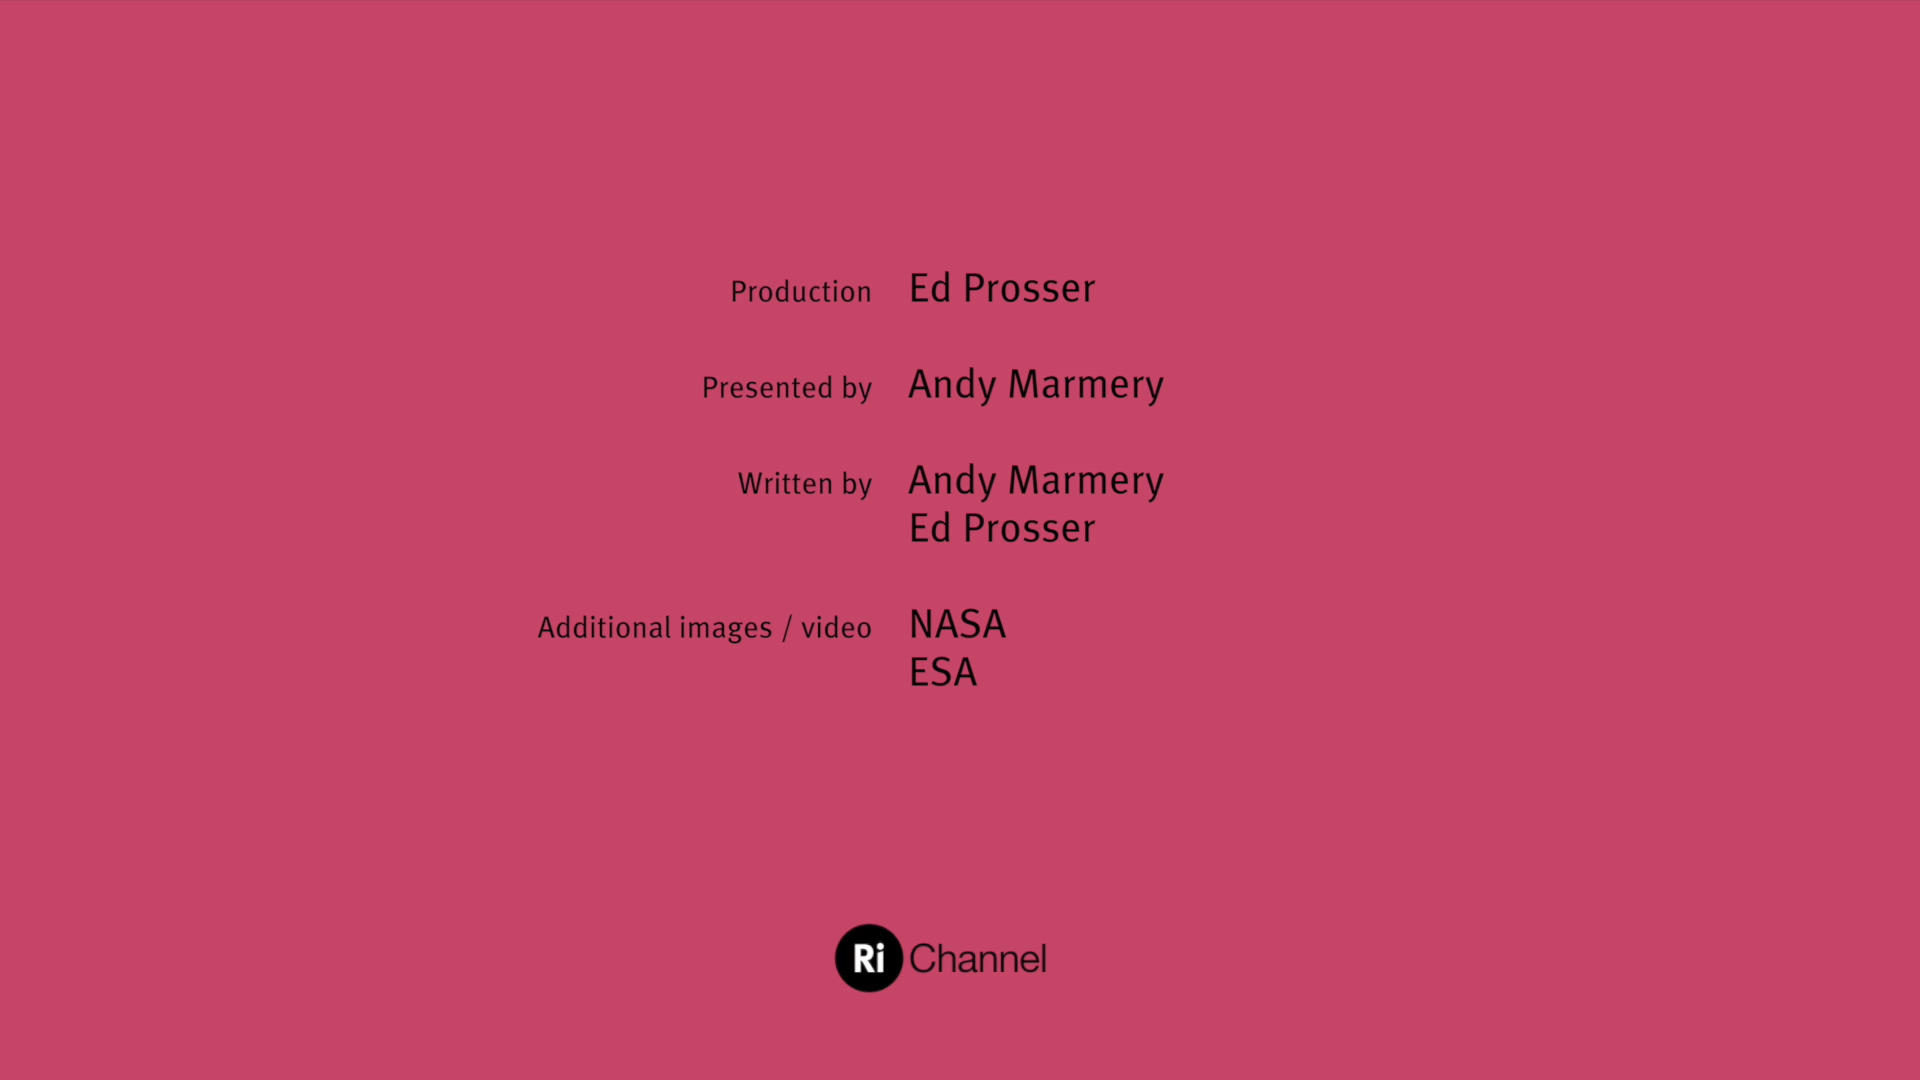 Production Ed Prosser
Presented by Andy Marmery
Written by Andy Marmery
Ed Prosser
Additional images / video NASA
ESA
Ri Channel